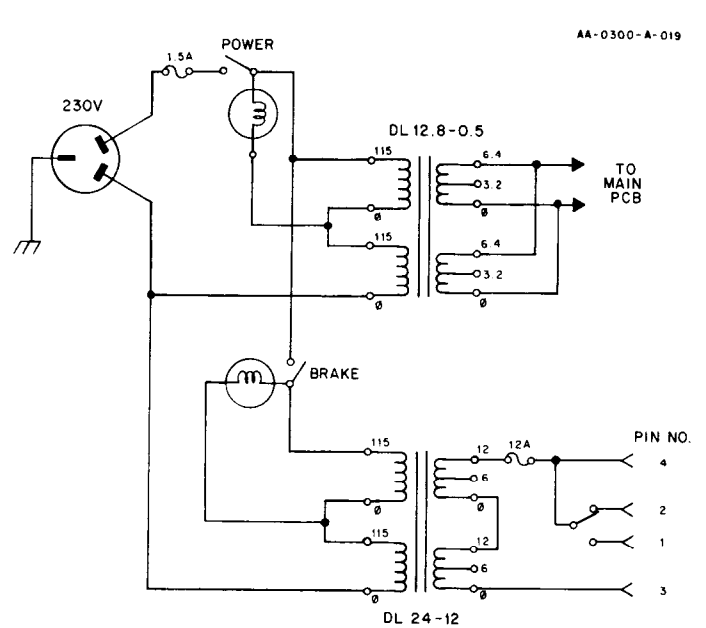 AA-0300-A-019
POWER
1.5A
230V
DL 12.8-0.5
115
6.4
3.2
Ø
Ø
TO
MAIN
PCB
115
6.4
3.2
Ø
Ø
BRAKE
PIN NO.
115
12
12A
4
6
Ø
Ø
2
115
12
1
6
Ø
Ø
3
DL 24-12